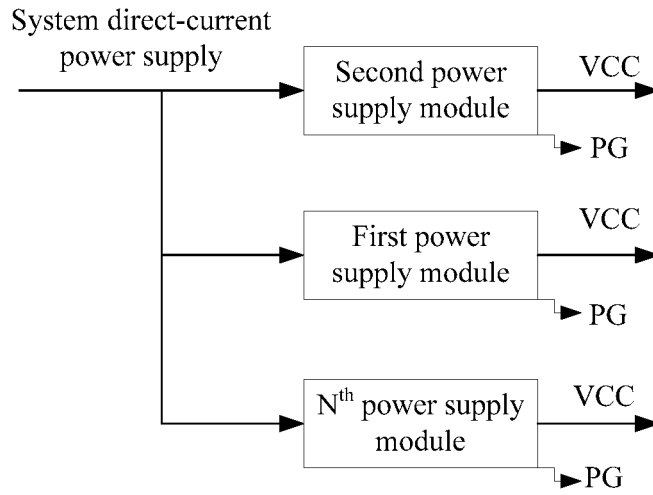 System direct-current
power supply
Second power
supply module
VCC
PG
First power
supply module
VCC
PG
Nth power supply
module
VCC
PG